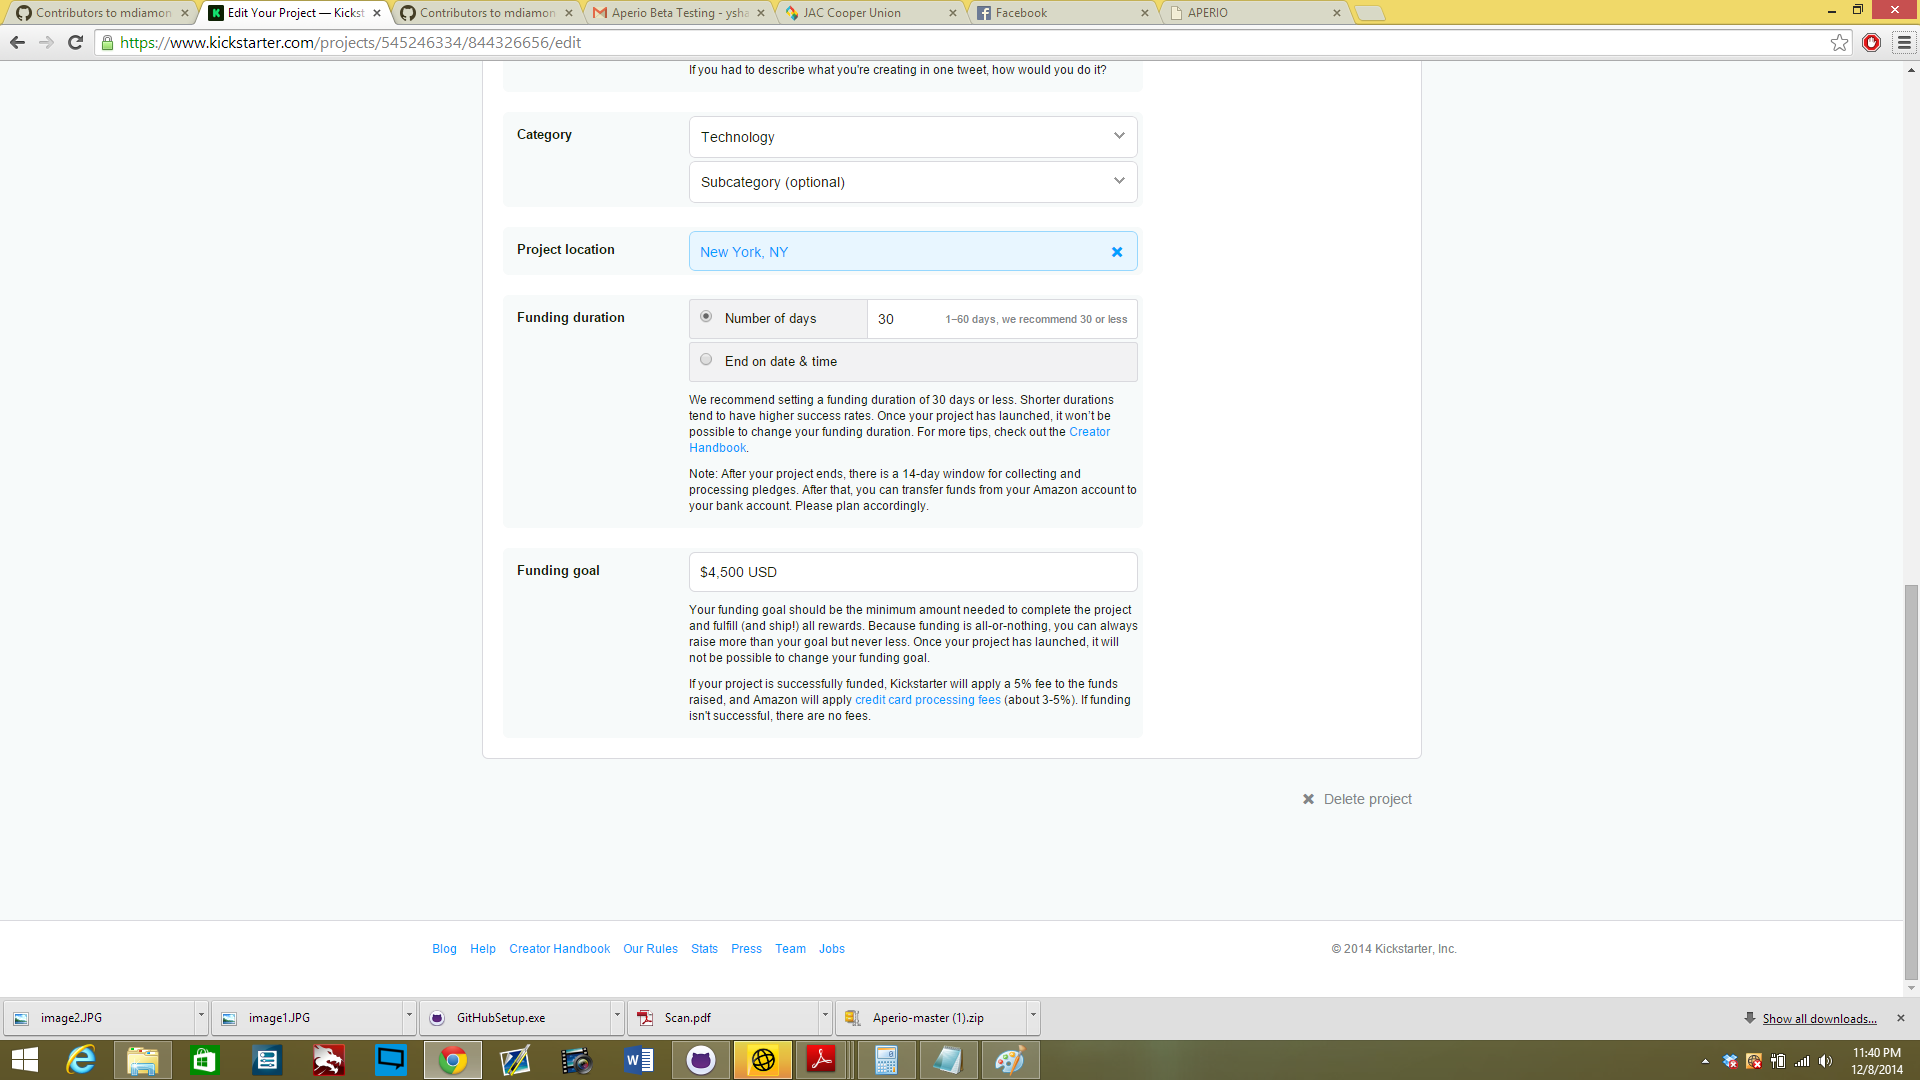 Contributors to mdiamon
Edit Your Project — Kickst
Contributors to mdiamon
Aperio Beta Testing - ysha
JAC Cooper Union
Facebook
APERIO
https://www.kickstarter.com/projects/545246334/844326656/edit
If you had to describe what you're creating in one tweet, how would you do it?
Category
Technology
Subcategory (optional)
Project location
New York, NY
Funding duration
Number of days
30
1–60 days, we recommend 30 or less
End on date & time
We recommend setting a funding duration of 30 days or less. Shorter durations
tend to have higher success rates. Once your project has launched, it won't be
possible to change your funding duration. For more tips, check out the Creator
Handbook.
Note: After your project ends, there is a 14-day window for collecting and
processing pledges. After that, you can transfer funds from your Amazon account to
your bank account. Please plan accordingly.
Funding goal
$4,500 USD
Your funding goal should be the minimum amount needed to complete the project
and fulfill (and ship!) all rewards. Because funding is all-or-nothing, you can always
raise more than your goal but never less. Once your project has launched, it will
not be possible to change your funding goal.
If your project is successfully funded, Kickstarter will apply a 5% fee to the funds
raised, and Amazon will apply credit card processing fees (about 3-5%). If funding
isn't successful, there are no fees.
Delete project
Blog Help Creator Handbook Our Rules Stats Press Team Jobs
© 2014 Kickstarter, Inc.
image2.JPG
image1.JPG
GitHubSetup.exe
Scan.pdf
Aperio-master (1).zip
Show all downloads...
11:40 PM
12/8/2014